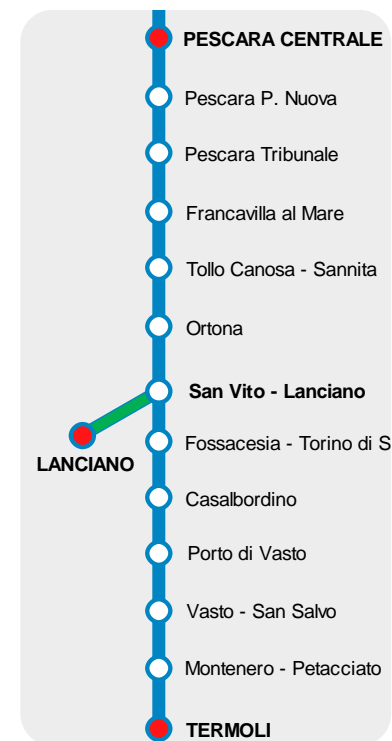 PESCARA CENTRALE
Pescara P. Nuova
Pescara Tribunale
Francavilla al Mare
Tollo Canosa - Sannita
Ortona
San Vito - Lanciano
Fossacesia - Torino di S
LANCIANO
Casalbordino
Porto di Vasto
Vasto - San Salvo
Montenero - Petacciato
TERMOLI